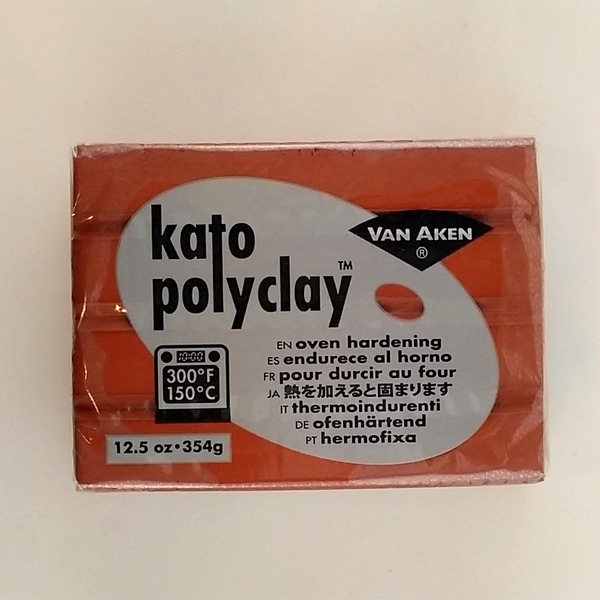 kato
polyclay™
VAN AKEN
®
EN oven hardening
ES endurece al horno
FR pour durcir au four
JA 熱を加えると固まります
IT thermoindurenti
DE ofenhärtend
PT hermofixa
10:00
300°F
150°C
12.5 oz•354g